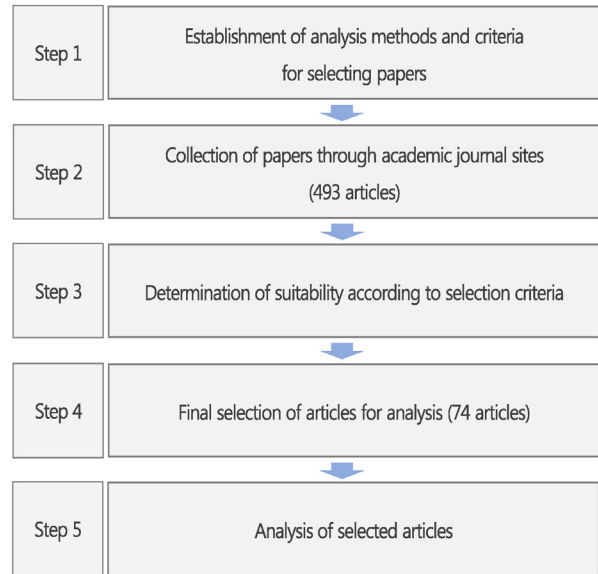 Step 1
Establishment of analysis methods and criteria
for selecting papers
Step 2
Collection of papers through academic journal sites
(493 articles)
Step 3
Determination of suitability according to selection criteria
Step 4
Final selection of articles for analysis (74 articles)
Step 5
Analysis of selected articles